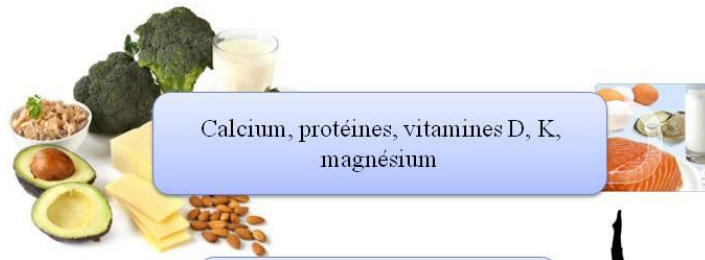 Calcium, protéines, vitamines D, K,
magnésium